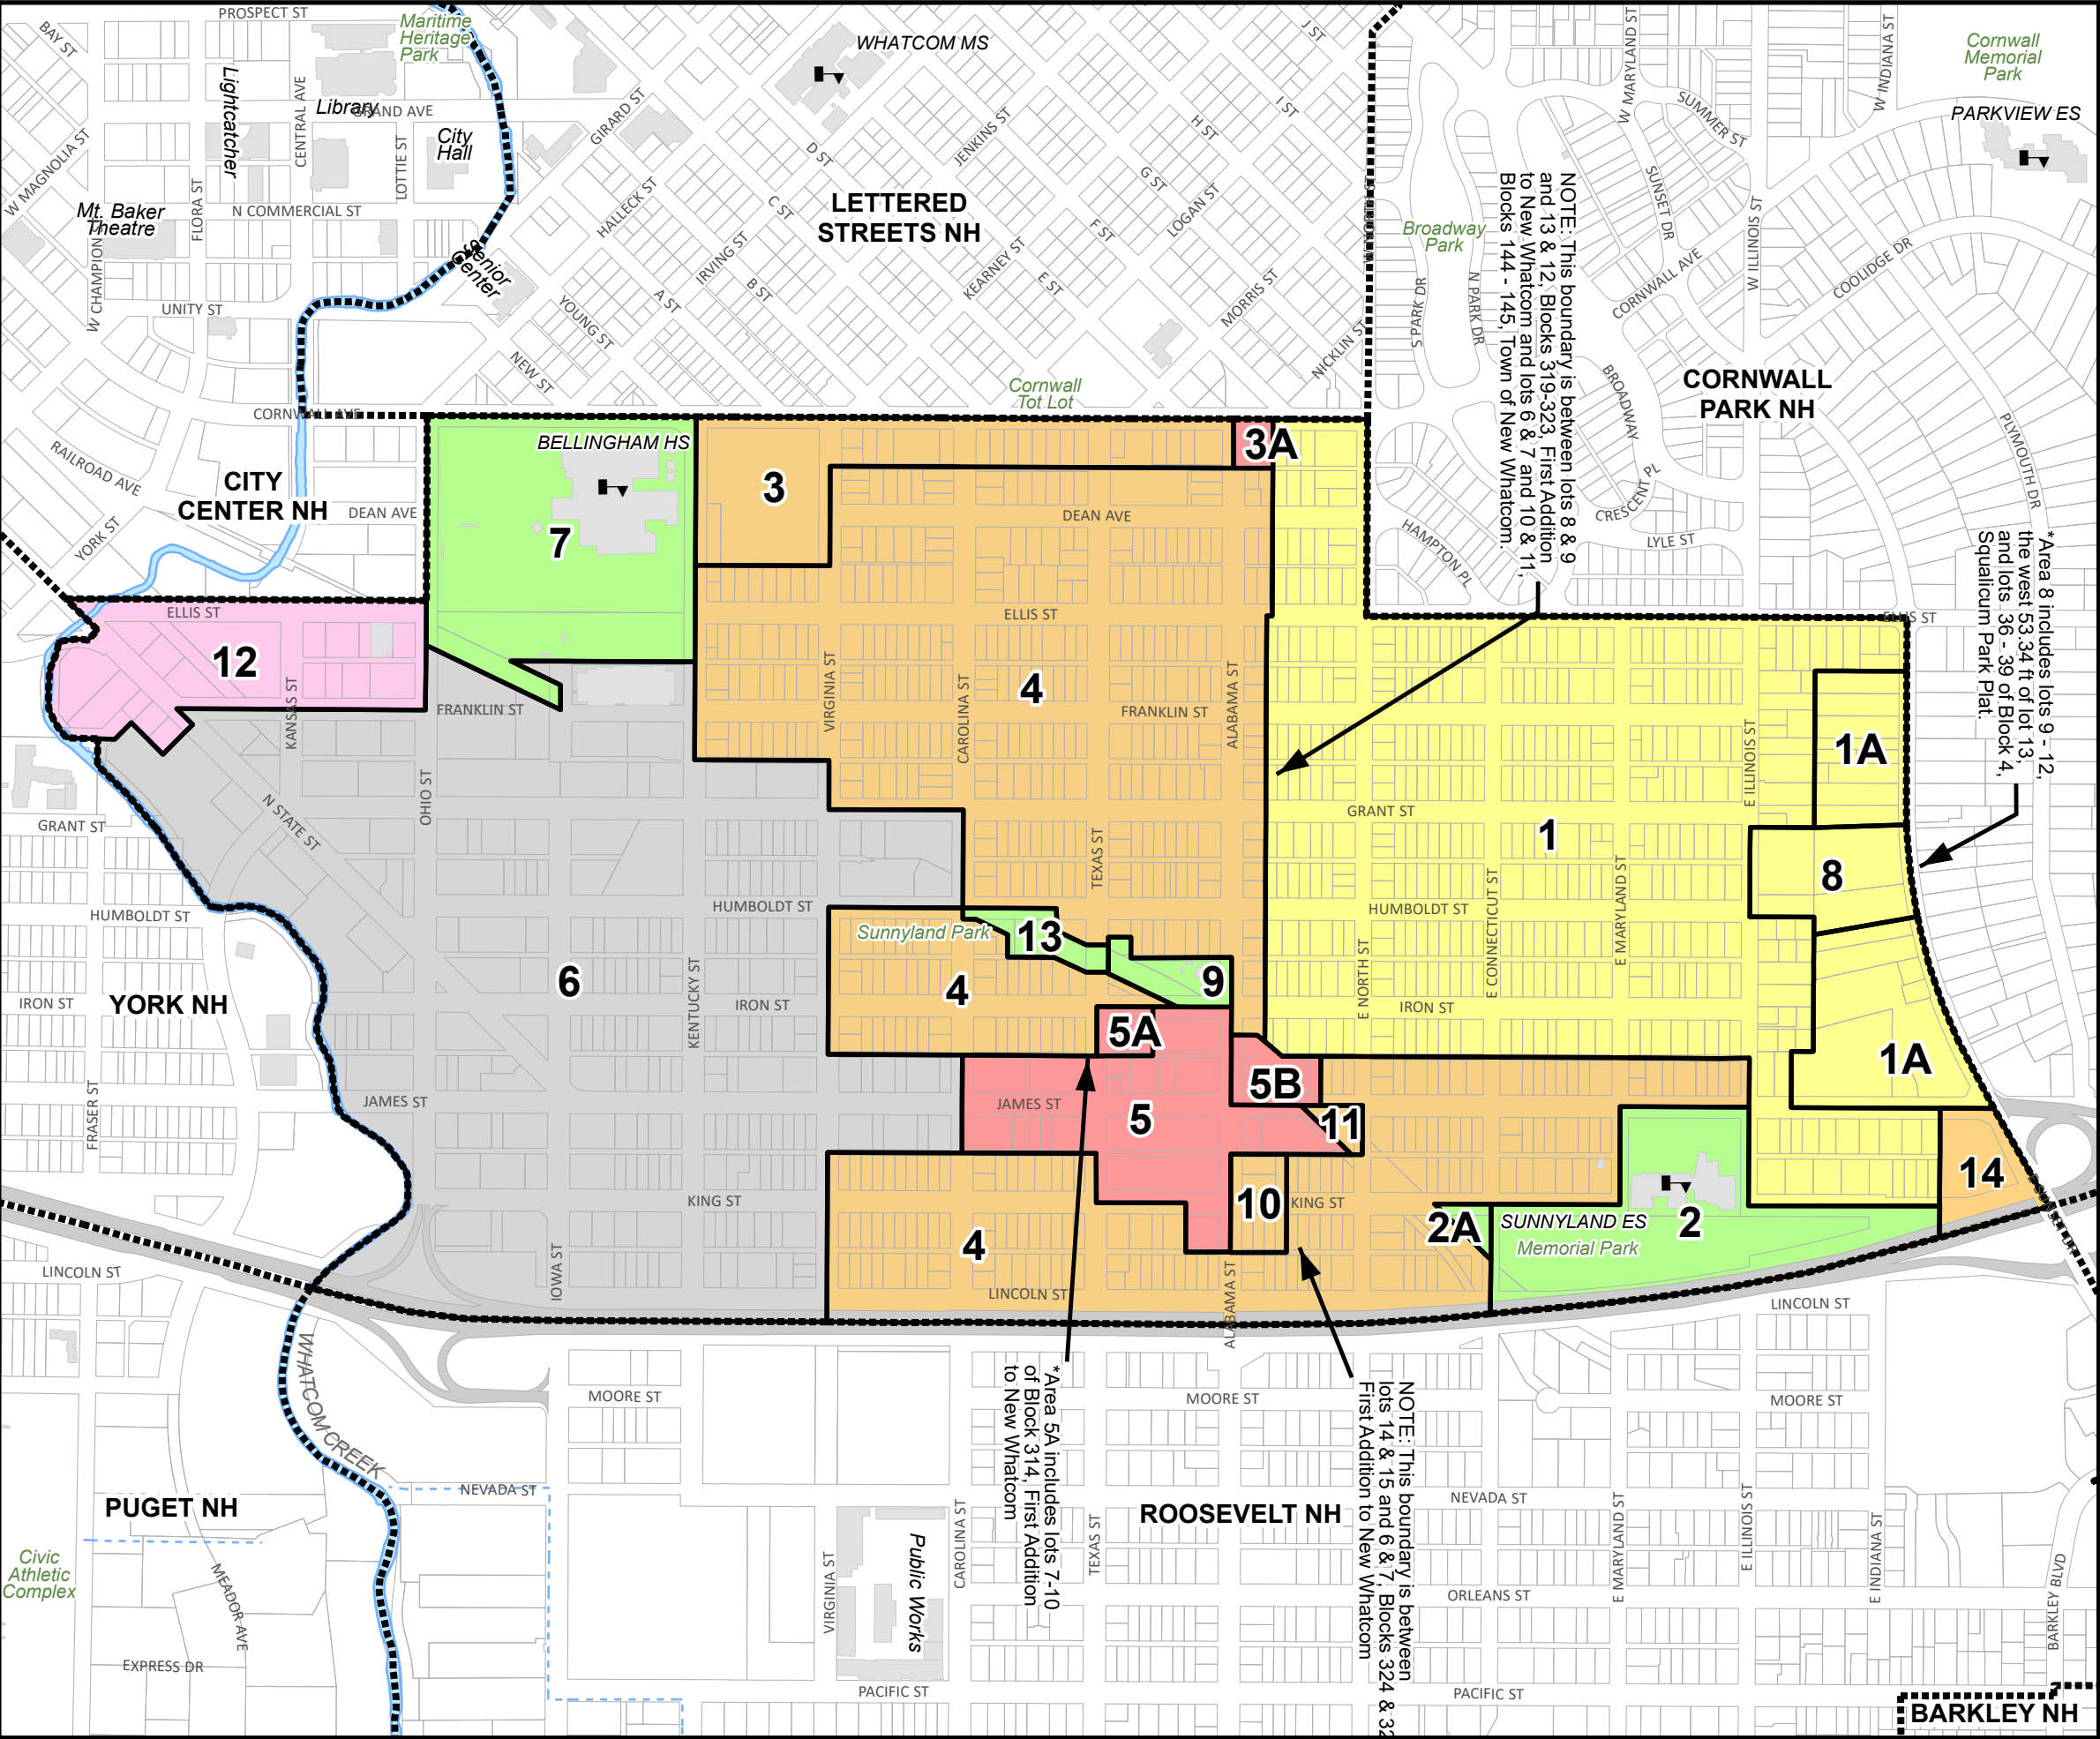 PROSPECT ST
BAY ST
Maritime
Heritage
Park
WHATCOM MS
J ST
W MARYLAND ST
W INDIANA ST
Cornwall
Memorial
Park
Lightcatcher
CENTRAL AVE
Library
GRAND AVE
City
Hall
LOTTIE ST
GIRARD ST
I ST
H ST
SUMMER ST
PARKVIEW ES
W MAGNOLIA ST
D ST
JENKINS ST
G ST
LOGAN ST
SUNSET DR
Mt. Baker
Theatre
FLORA ST
N COMMERCIAL ST
HALLECK ST
C ST
LETTERED
STREETS NH
F ST
Broadway
Park
W ILLINOIS ST
CORNWALL AVE
COOLIDGE DR
W CHAMPION ST
Senior
Center
IRVING ST
B ST
A ST
KEARNEY ST
E ST
MORRIS ST
S PARK DR
N PARK DR
UNITY ST
YOUNG ST
NEW ST
NICKLIN ST
NOTE: This boundary is between lots 8 & 9
and 13 & 12, Blocks 319-323, First Addition
to New Whatcom and lots 6 & 7 and 10 & 11,
Blocks 144 - 145, Town of New Whatcom.
BROADWAY
CORNWALL
PARK NH
PLYMOUTH DR
CORNWALL AVE
Cornwall
Tot Lot
RAILROAD AVE
CITY
CENTER NH
DEAN AVE
YORK ST
BELLINGHAM HS
7
3
3A
DEAN AVE
CRESCENT PL
HAMPTON PL
LYLE ST
*Area 8 includes lots 9 - 12,
the west 53.34 ft of lot 13,
and lots 36 - 39 of Block 4,
Squalicum Park Plat.
ELLIS ST
ELLIS ST
ELLIS ST
12
KANSAS ST
FRANKLIN ST
VIRGINIA ST
CAROLINA ST
4
FRANKLIN ST
ALABAMA ST
E ILLINOIS ST
1A
N STATE ST
OHIO ST
GRANT ST
GRANT ST
1
TEXAS ST
8
E CONNECTICUT ST
E MARYLAND ST
HUMBOLDT ST
HUMBOLDT ST
HUMBOLDT ST
Sunnyland Park
13
E NORTH ST
IRON ST
YORK NH
6
KENTUCKY ST
IRON ST
4
9
IRON ST
5A
5B
1A
FRASER ST
JAMES ST
JAMES ST
5
11
KING ST
10
KING ST
2A
SUNNYLAND ES
2
Memorial Park
14
IOWA ST
4
LINCOLN ST
LINCOLN ST
ALABAMA ST
LINCOLN ST
WHATCOM CREEK
MOORE ST
*Area 5A includes lots 7-10
of Block 314, First Addition
to New Whatcom
MOORE ST
NOTE: This boundary is between
lots 14 & 15 and 6 & 7, Blocks 324 & 32
First Addition to New Whatcom
MOORE ST
PUGET NH
NEVADA ST
ROOSEVELT NH
NEVADA ST
Civic
Athletic
Complex
MEADOR AVE
VIRGINIA ST
Public Works
CAROLINA ST
TEXAS ST
E MARYLAND ST
E ILLINOIS ST
E INDIANA ST
ORLEANS ST
BARKLEY BLVD
EXPRESS DR
PACIFIC ST
PACIFIC ST
BARKLEY NH